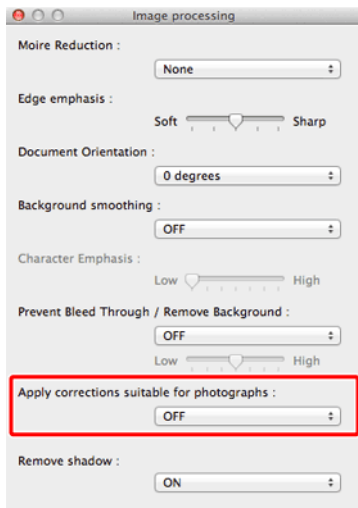 Image processing
Moire Reduction :
None
Edge emphasis :
Soft Sharp
Document Orientation :
0 degrees
Background smoothing :
OFF
Character Emphasis :
Low High
Prevent Bleed Through / Remove Background :
OFF
Low High
Apply corrections suitable for photographs :
OFF
Remove shadow :
ON